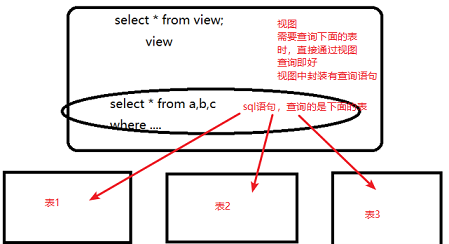 select * from view;
view
视图
需要查询下面的表
时，直接通过视图
查询即好
视图中封装有查询语句
select * from a,b,c
where ....
sql语句，查询的是下面的表
表1
表2
表3